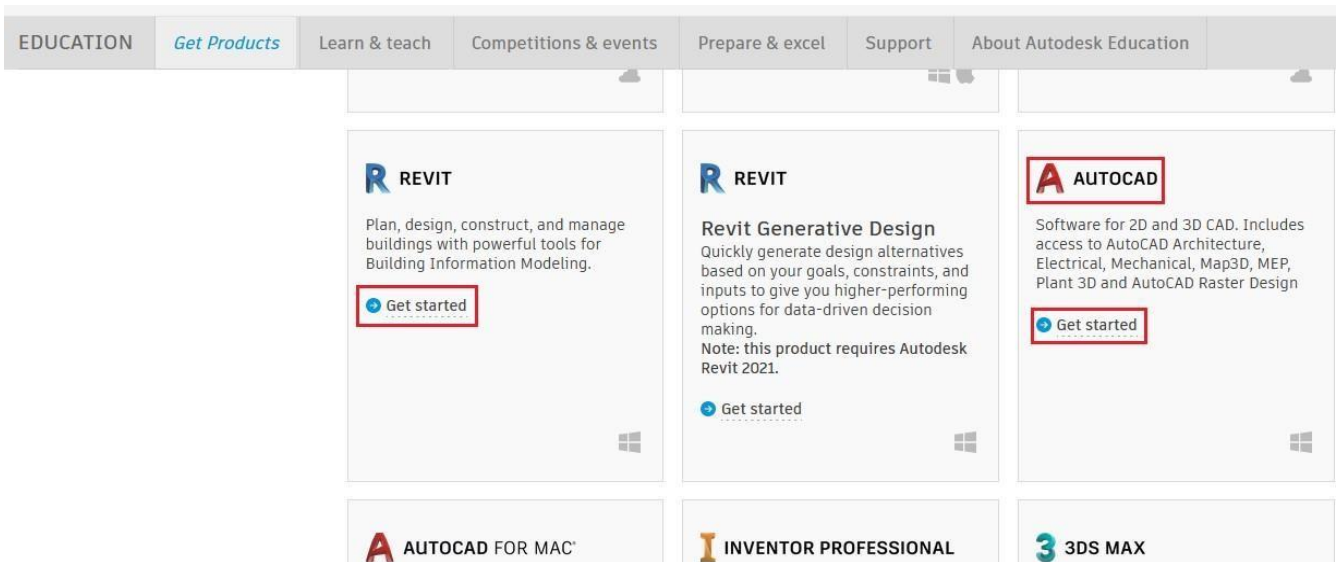 EDUCATION Get Products Learn & teach Competitions & events Prepare & excel Support About Autodesk Education
REVIT
Plan, design, construct, and manage
buildings with powerful tools for
Building Information Modeling.
Get started
REVIT
Revit Generative Design
Quickly generate design alternatives
based on your goals, constraints, and
inputs to give you higher-performing
options for data-driven decision
making.
Note: this product requires Autodesk
Revit 2021.
Get started
AUTOCAD
Software for 2D and 3D CAD. Includes
access to AutoCAD Architecture,
Electrical, Mechanical, Map3D, MEP,
Plant 3D and AutoCAD Raster Design
Get started
AUTOCAD FOR MAC®
INVENTOR PROFESSIONAL
3DS MAX